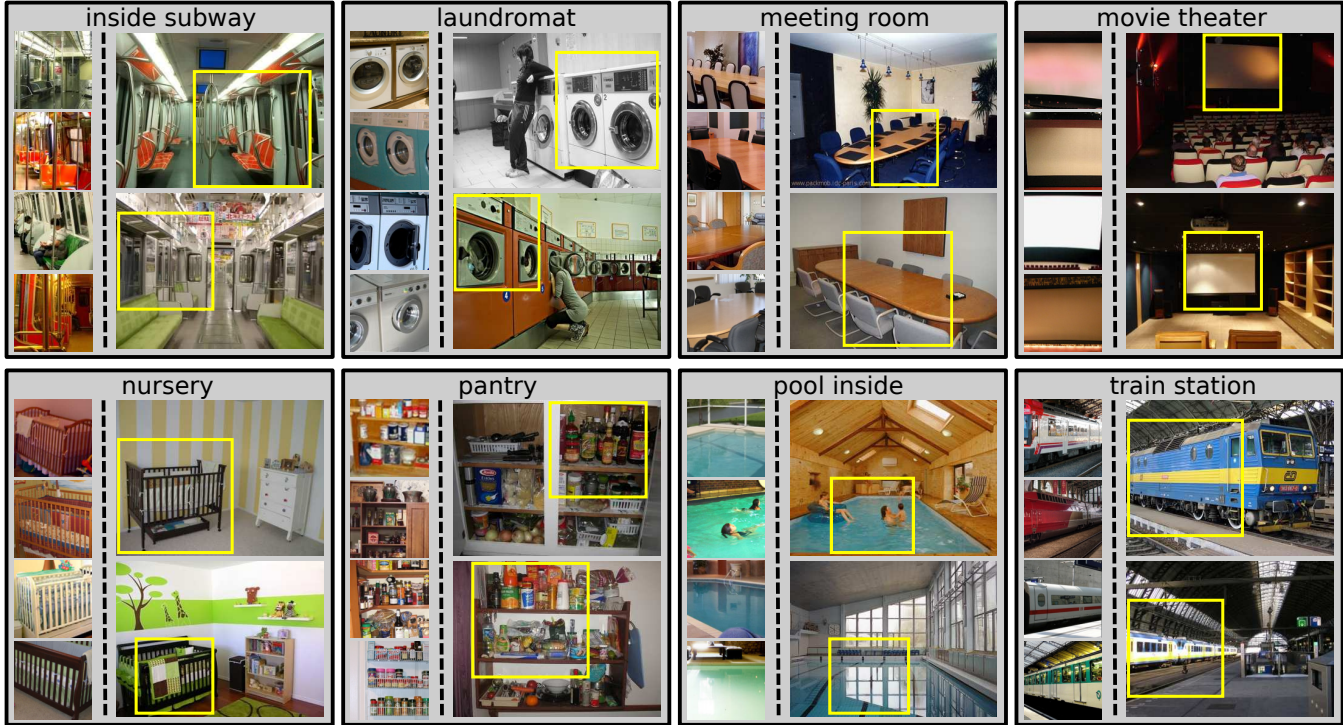 inside subway
laundromat
meeting room
movie theater
nursery
pantry
pool inside
train station